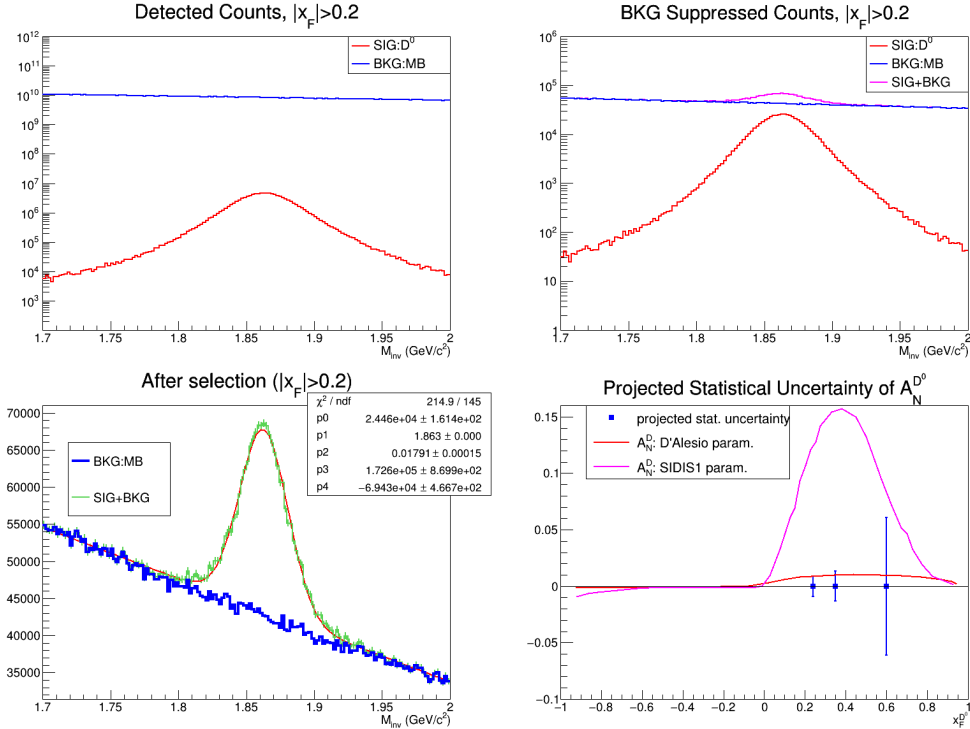 Detected Counts, |x_F|>0.2
10^12
10^11
10^10
10^9
10^8
10^7
10^6
10^5
10^4
10^3
SIG:D^0
BKG:MB
1.7 1.75 1.8 1.85 1.9 1.95 2
M_inv (GeV/c^2)
BKG Suppressed Counts, |x_F|>0.2
10^6
10^5
10^4
10^3
10^2
10
1
SIG:D^0
BKG:MB
SIG+BKG
1.7 1.75 1.8 1.85 1.9 1.95 2
M_inv (GeV/c^2)
After selection (|x_F|>0.2)
70000
65000
60000
55000
50000
45000
40000
35000
BKG:MB
SIG+BKG
χ^2 / ndf 214.9 / 145
p0 2.446e+04 ± 1.614e+02
p1 1.863 ± 0.000
p2 0.01791 ± 0.00015
p3 1.726e+05 ± 8.699e+02
p4 −6.943e+04 ± 4.667e+02
1.7 1.75 1.8 1.85 1.9 1.95 2
M_inv (GeV/c^2)
Projected Statistical Uncertainty of A_N^{D^0}
0.15
0.1
0.05
0
−0.05
−0.1
projected stat. uncertainty
A_N^D: D'Alesio param.
A_N^D: SIDIS1 param.
−1 −0.8 −0.6 −0.4 −0.2 0 0.2 0.4 0.6 0.8 1
x_F^{D^0}